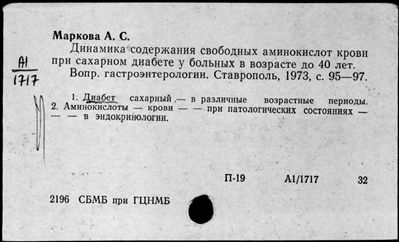 Маркова А. С.
Динамика содержания свободных аминокислот крови
при сахарном диабете у больных в возрасте до 40 лет.
Вопр. гастроэнтерологии. Ставрополь, 1973, с. 95—97.
А1
1717
1. Диабет сахарный — в различные возрастные периоды.
2. Аминокислоты — крови — — при патологических состояниях —
— — в эндокринологии.
П-19 А1/1717 32
2196 СБМБ при ГЦНМБ